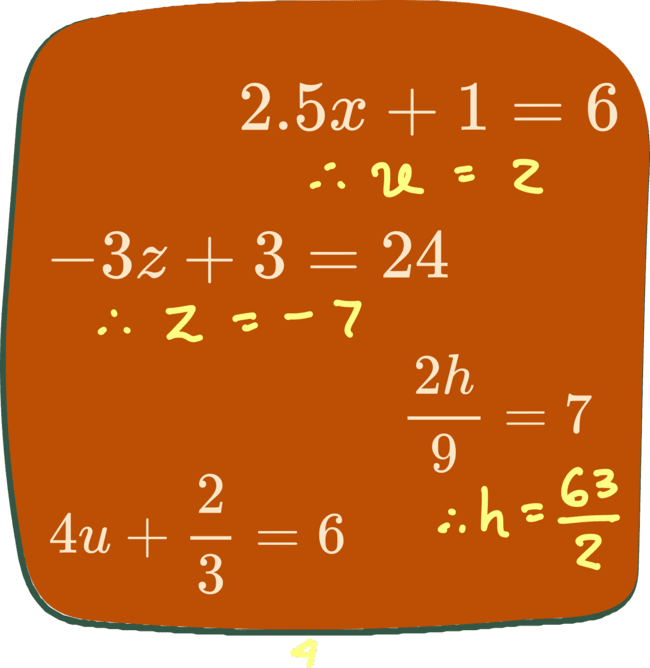 2.5x + 1 = 6
∴ x = 2
−3z + 3 = 24
∴ z = −7
2h/9 = 7
∴ h = 63/2
4u + 2/3 = 6
4